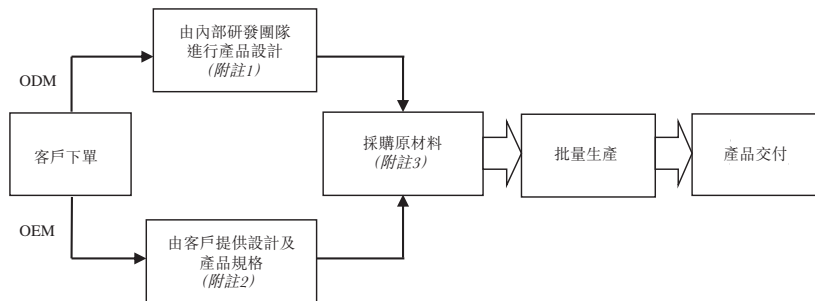 由內部研發團隊
進行產品設計
(附註1)
ODM
客戶下單
採購原材料
(附註3)
批量生產
產品交付
OEM
由客戶提供設計及
產品規格
(附註2)